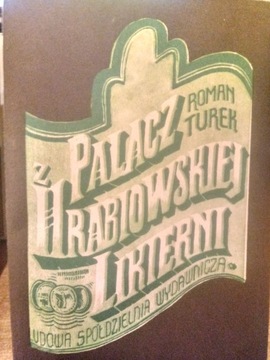 ROMAN
TUREK
PALACZ
Z HRABIOWSKIEJ
LIKIERNI
LUDOWA SPÓŁDZIELNIA WYDAWNICZA